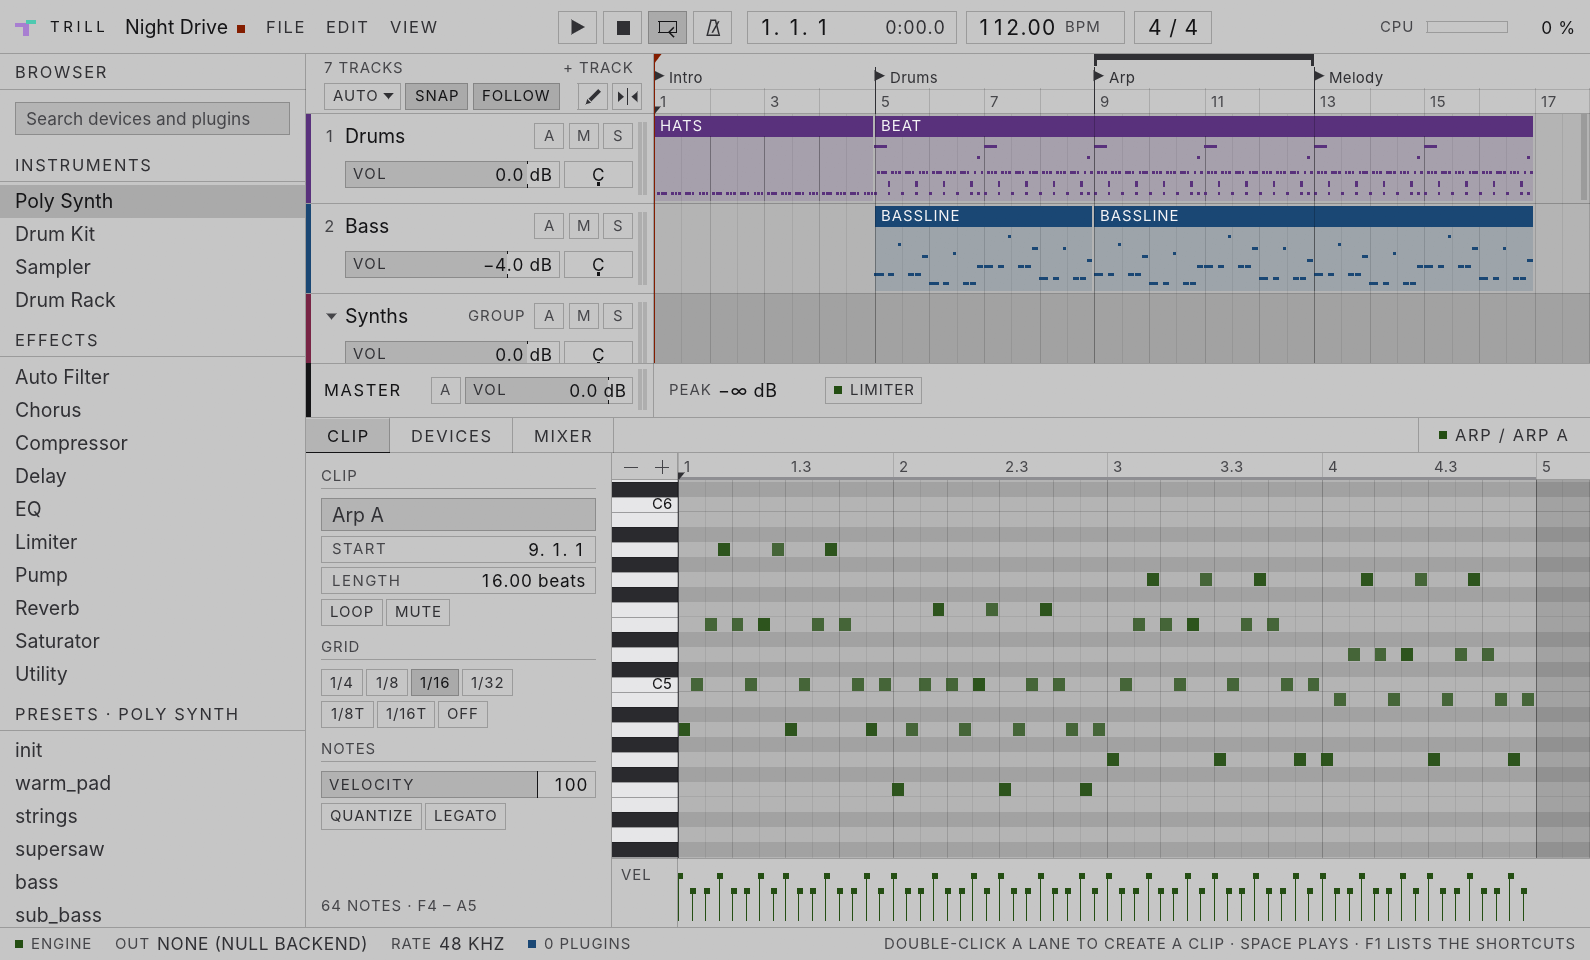 TRILL Night Drive FILE EDIT VIEW 1. 1. 1 0:00.0 112.00 BPM 4 / 4 CPU 0 %
BROWSER
Search devices and plugins
INSTRUMENTS
Poly Synth
Drum Kit
Sampler
Drum Rack
EFFECTS
Auto Filter
Chorus
Compressor
Delay
EQ
Limiter
Pump
Reverb
Saturator
Utility
PRESETS · POLY SYNTH
init
warm_pad
strings
supersaw
bass
sub_bass
7 TRACKS + TRACK
AUTO SNAP FOLLOW
Intro Drums Arp Melody
1 3 5 7 9 11 13 15 17
1 Drums A M S
VOL 0.0 dB C
HATS BEAT
2 Bass A M S
VOL −4.0 dB C
BASSLINE BASSLINE
Synths GROUP A M S
VOL 0.0 dB C
MASTER A VOL 0.0 dB PEAK −∞ dB LIMITER
CLIP DEVICES MIXER ARP / ARP A
CLIP
Arp A
START 9. 1. 1
LENGTH 16.00 beats
LOOP MUTE
GRID
1/4 1/8 1/16 1/32
1/8T 1/16T OFF
NOTES
VELOCITY 100
QUANTIZE LEGATO
64 NOTES · F4 – A5
1 1.3 2 2.3 3 3.3 4 4.3 5
C6
C5
VEL
ENGINE OUT NONE (NULL BACKEND) RATE 48 KHZ 0 PLUGINS DOUBLE-CLICK A LANE TO CREATE A CLIP · SPACE PLAYS · F1 LISTS THE SHORTCUTS